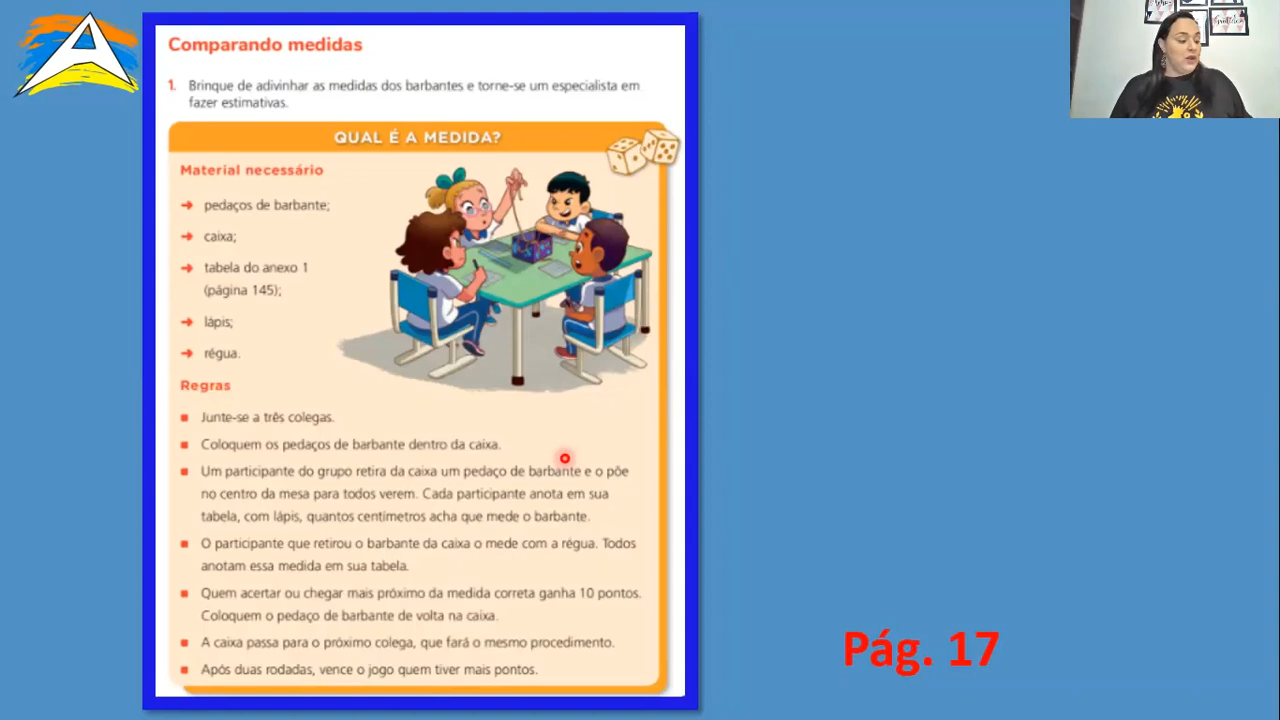 Comparando medidas
1. Brinque de adivinhar as medidas dos barbantes e torne-se um especialista em
fazer estimativas.
QUAL É A MEDIDA?
Material necessário
➔ pedaços de barbante;
➔ caixa;
➔ tabela do anexo 1
(página 145);
➔ lápis;
➔ régua.
Regras
■ Junte-se a três colegas.
■ Coloquem os pedaços de barbante dentro da caixa.
■ Um participante do grupo retira da caixa um pedaço de barbante e o põe
no centro da mesa para todos verem. Cada participante anota em sua
tabela, com lápis, quantos centímetros acha que mede o barbante.
■ O participante que retirou o barbante da caixa o mede com a régua. Todos
anotam essa medida em sua tabela.
■ Quem acertar ou chegar mais próximo da medida correta ganha 10 pontos.
Coloquem o pedaço de barbante de volta na caixa.
■ A caixa passa para o próximo colega, que fará o mesmo procedimento.
■ Após duas rodadas, vence o jogo quem tiver mais pontos.
Pág. 17